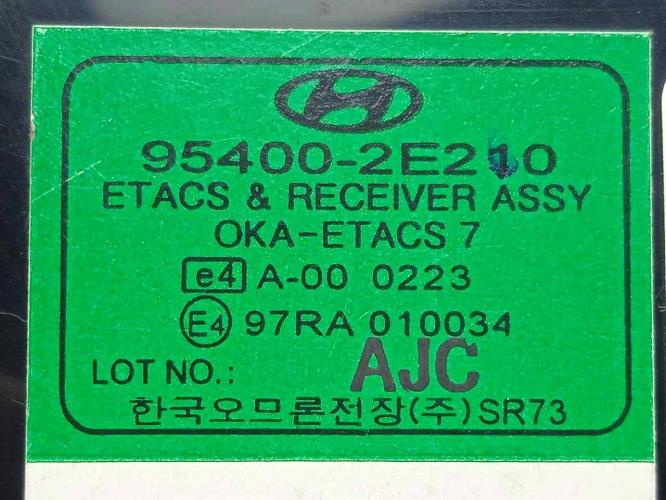 95400-2E210
ETACS & RECEIVER ASSY
OKA-ETACS 7
e4 A-00 0223
E4 97RA 010034
LOT NO.: AJC
한국오므론전장(주)SR73